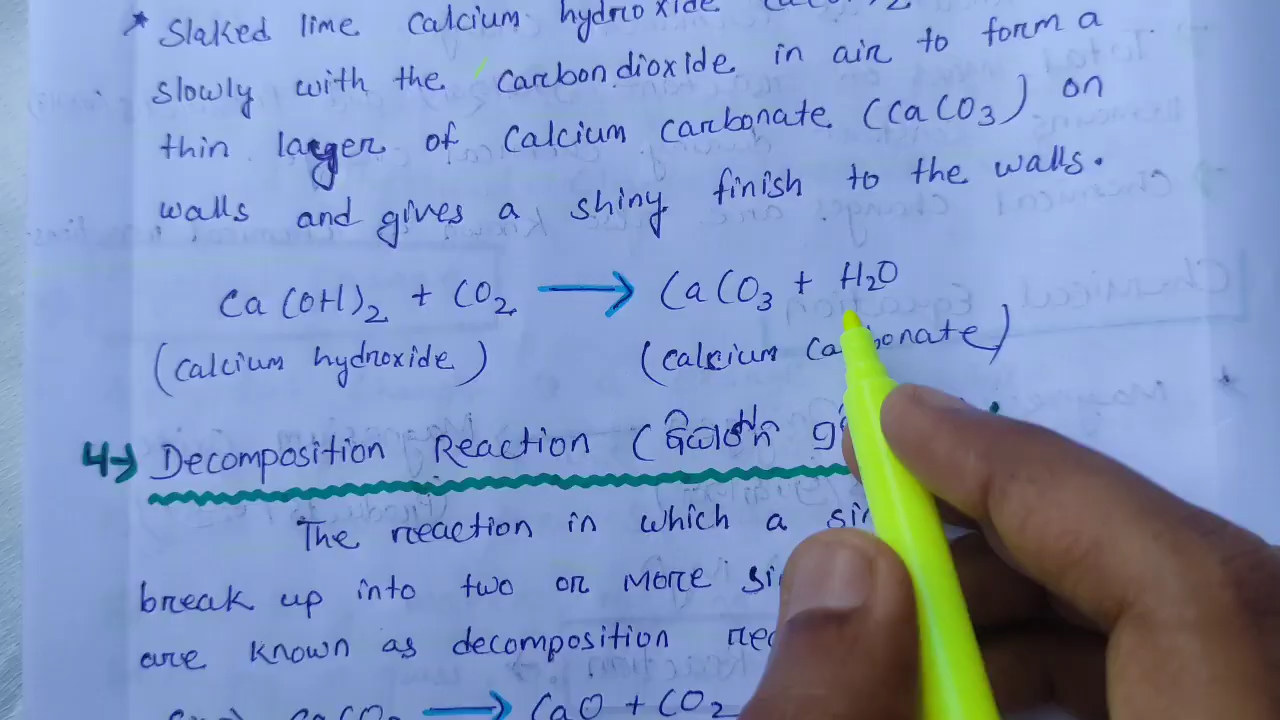 * Slaked lime calcium hydroxide
slowly with the carbondioxide in air to form a
thin layer of calcium carbonate (CaCO3) on
walls and gives a shiny finish to the walls.
Ca(OH)2 + CO2 → CaCO3 + H2O
(calcium hydroxide) (calcium carbonate)
4→ Decomposition Reaction (
The reaction in which a
break up into two or more
are known as decomposition
→ CaO + CO2